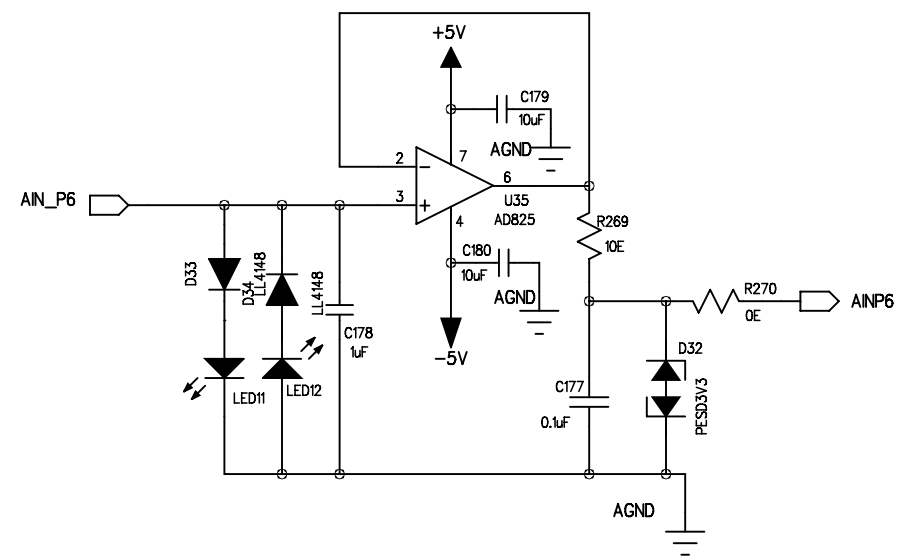 +5V
C179
10uF
AGND
2
7
6
3
U35
AD825
4
AIN_P6
R269
10E
C180
10uF
AGND
D33
D34
LL4148
LL4148
R270
0E
AINP6
C178
1uF
-5V
D32
PESD3V3
LED11
LED12
C177
0.1uF
AGND